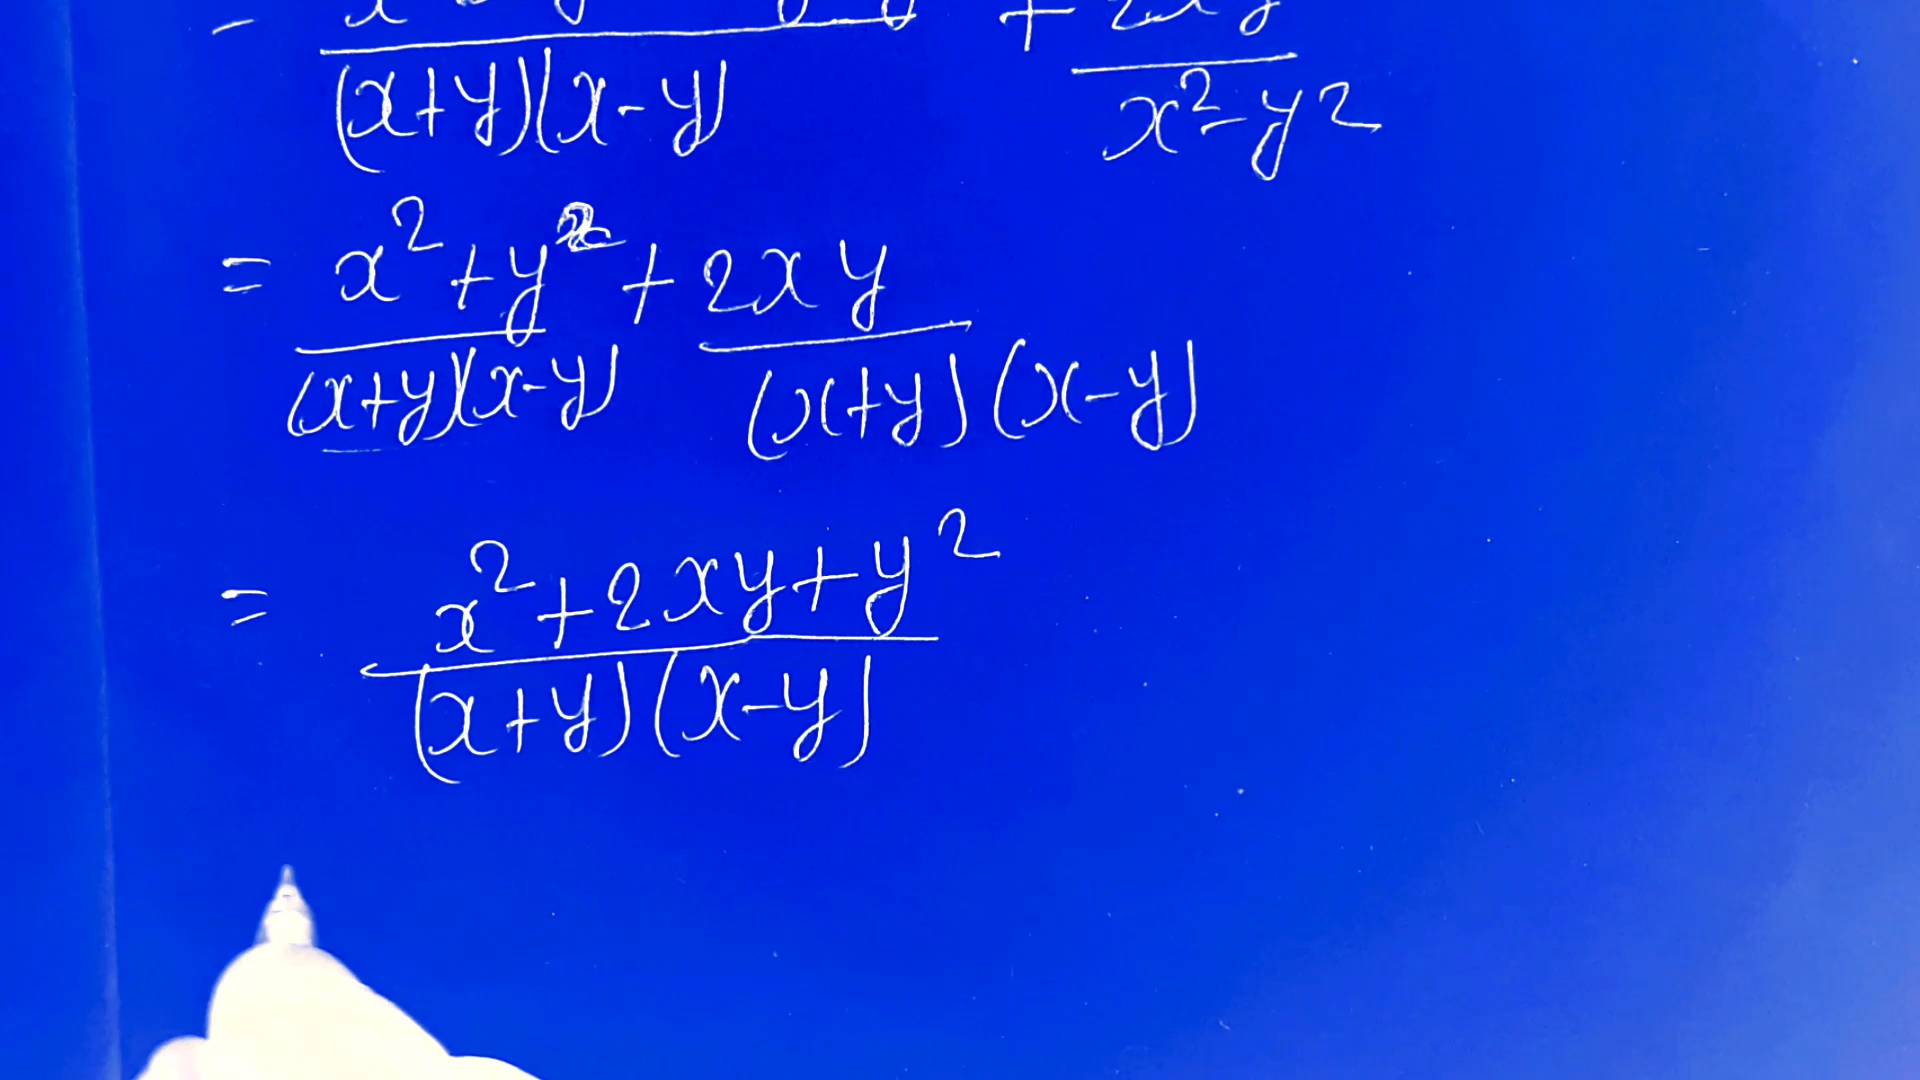 (x+y)(x-y) x²-y²
= x²+y² + 2xy
(x+y)(x-y) (x+y)(x-y)
= x²+2xy+y²
(x+y)(x-y)